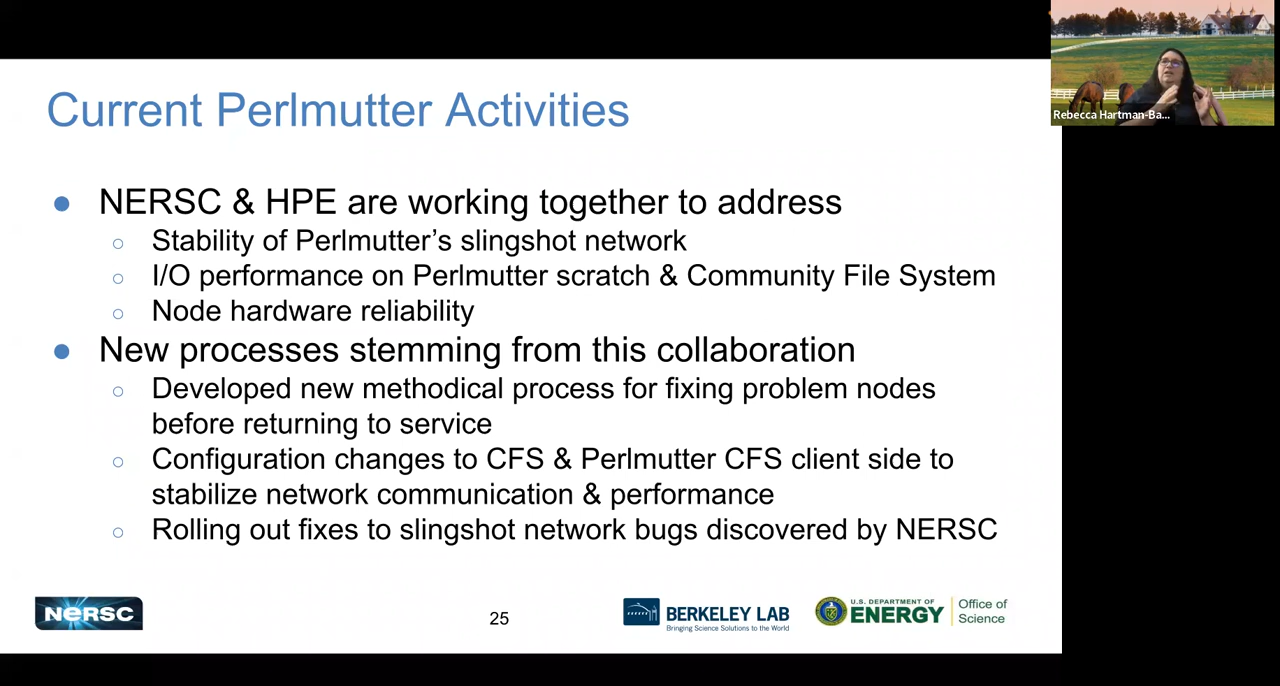 Current Perlmutter Activities
Rebecca Hartman-Ba...
● NERSC & HPE are working together to address
○ Stability of Perlmutter’s slingshot network
○ I/O performance on Perlmutter scratch & Community File System
○ Node hardware reliability
● New processes stemming from this collaboration
○ Developed new methodical process for fixing problem nodes
before returning to service
○ Configuration changes to CFS & Perlmutter CFS client side to
stabilize network communication & performance
○ Rolling out fixes to slingshot network bugs discovered by NERSC
NERSC
25
BERKELEY LAB
Bringing Science Solutions to the World
U.S. DEPARTMENT OF
ENERGY
Office of
Science